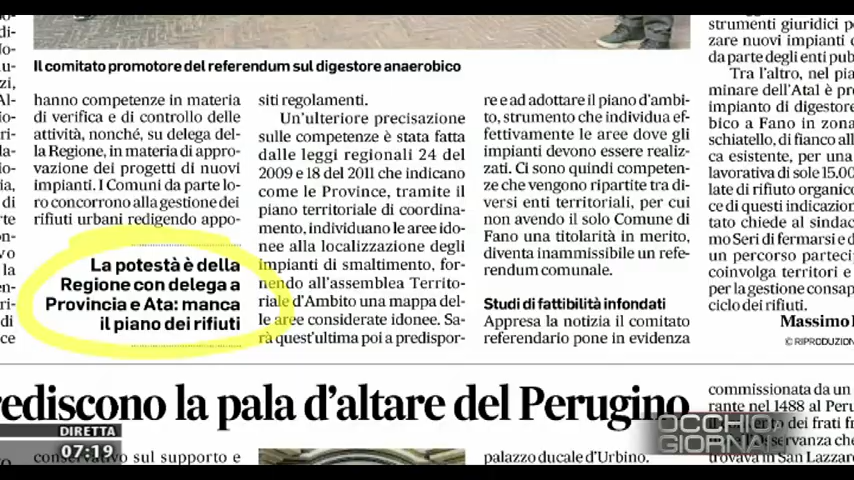 Il comitato promotore del referendum sul digestore anaerobico
hanno competenze in materia
di verifica e di controllo delle
attività, nonché, su delega del-
la Regione, in materia di appro-
vazione dei progetti di nuovi
impianti. I Comuni da parte lo-
ro concorrono alla gestione dei
rifiuti urbani redigendo appo-
La potestà è della
Regione con delega a
Provincia e Ata: manca
il piano dei rifiuti
siti regolamenti.
Un'ulteriore precisazione
sulle competenze è stata fatta
dalle leggi regionali 24 del
2009 e 18 del 2011 che indicano
come le Province, tramite il
piano territoriale di coordina-
mento, individuano le aree ido-
nee alla localizzazione degli
impianti di smaltimento, for-
nendo all'assemblea Territo-
riale d'Ambito una mappa del-
le aree considerate idonee. Sa-
rà quest'ultima poi a predispor-
re e ad adottare il piano d'ambi-
to, strumento che individua ef-
fettivamente le aree dove gli
impianti devono essere realiz-
zati. Ci sono quindi competen-
ze che vengono ripartite tra di-
versi enti territoriali, per cui
non avendo il solo Comune di
Fano una titolarità in merito,
diventa inammissibile un refe-
rendum comunale.
Studi di fattibilità infondati
Appresa la notizia il comitato
referendario pone in evidenza
strumenti giuridici p
zare nuovi impianti
da parte degli enti pub
Tra l'altro, nel pia
minare dell'Ata1 è pr
impianto di digestor
bico a Fano in zona
schiatello, di fianco all
ca esistente, per una
lavorativa di sole 15.00
late di rifiuto organico
ce di questi indicazion
tato chiede al sindac
mo Seri di fermarsi e d
un percorso partecip
coinvolga territori e
per la gestione consap
ciclo dei rifiuti.
Massimo
© RIPRODUZION
rediscono la pala d'altare del Perugino
DIRETTA
07:19
conservativo sul supporto e
palazzo ducale d'Urbino.
OCCHIO
GIORNA
commissionata da un
rante nel 1488 al Peru
dei frati
servanza che
trovava in San Lazzar